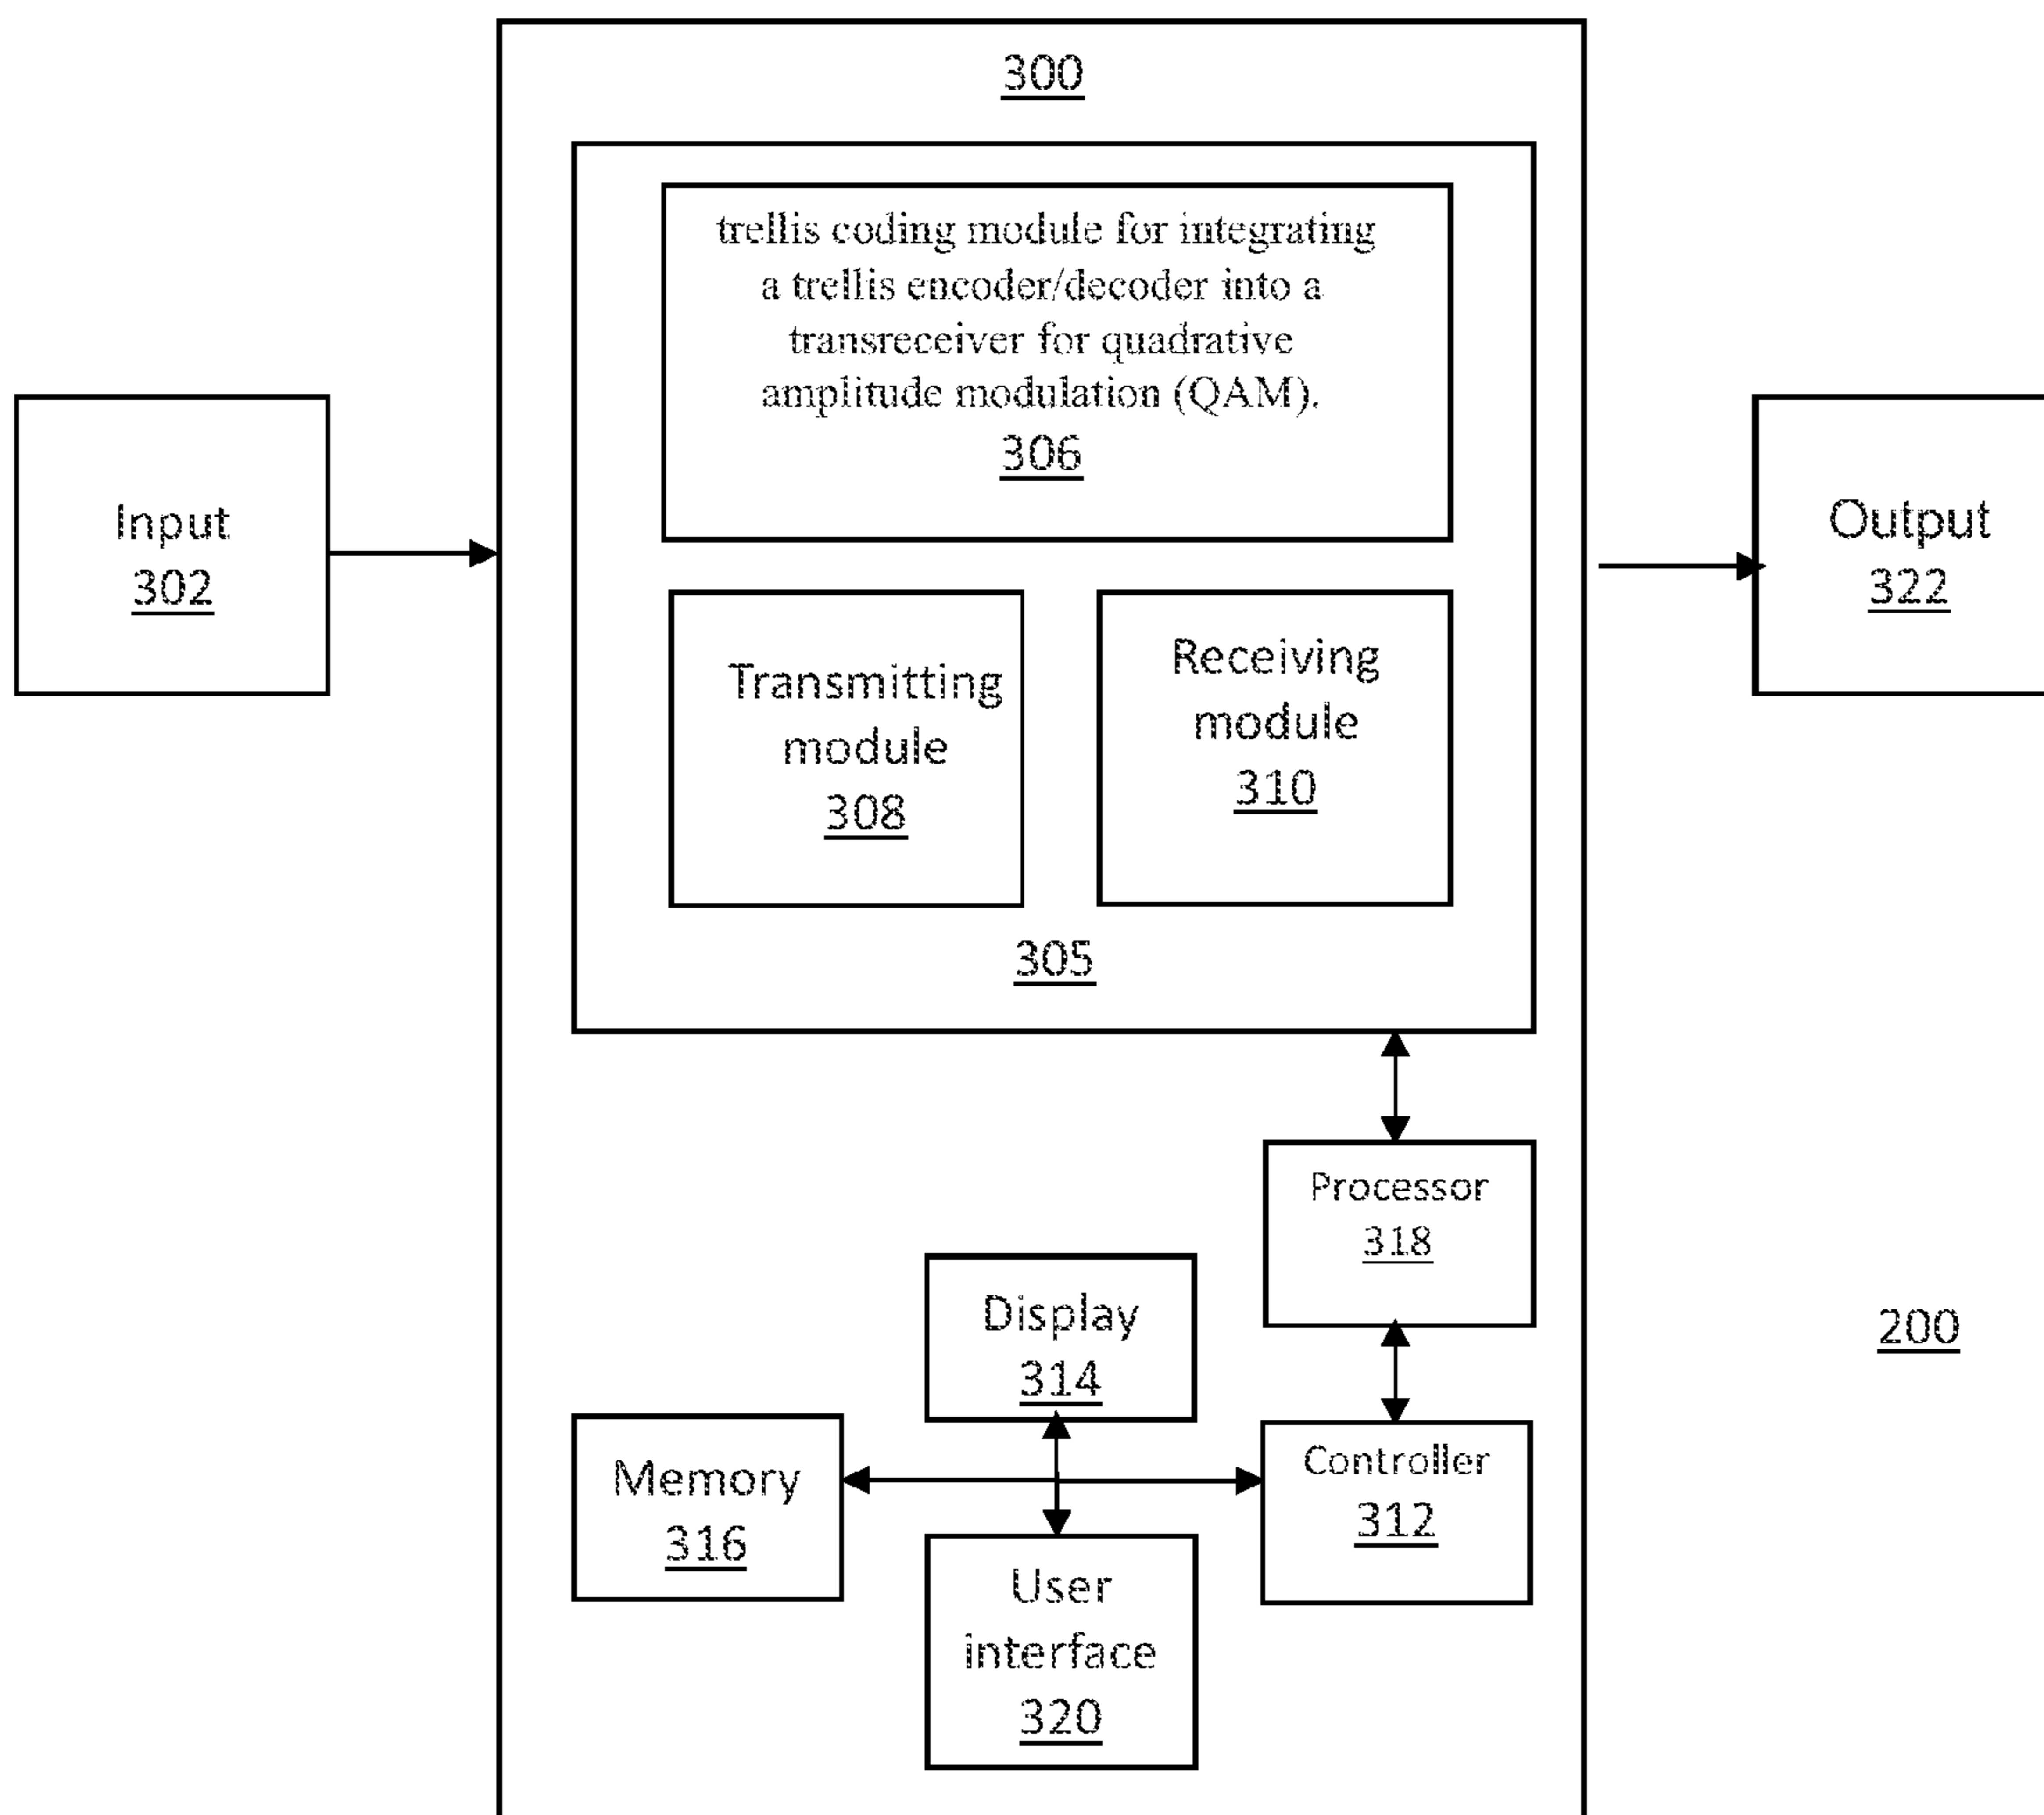 300
trellis coding module for integrating
a trellis encoder/decoder into a
transreceiver for quadrative
amplitude modulation (QAM).
306
Input
302
Output
322
Transmitting
module
308
Receiving
module
310
305
Processor
318
Display
314
200
Memory
316
Controller
312
User
interface
320